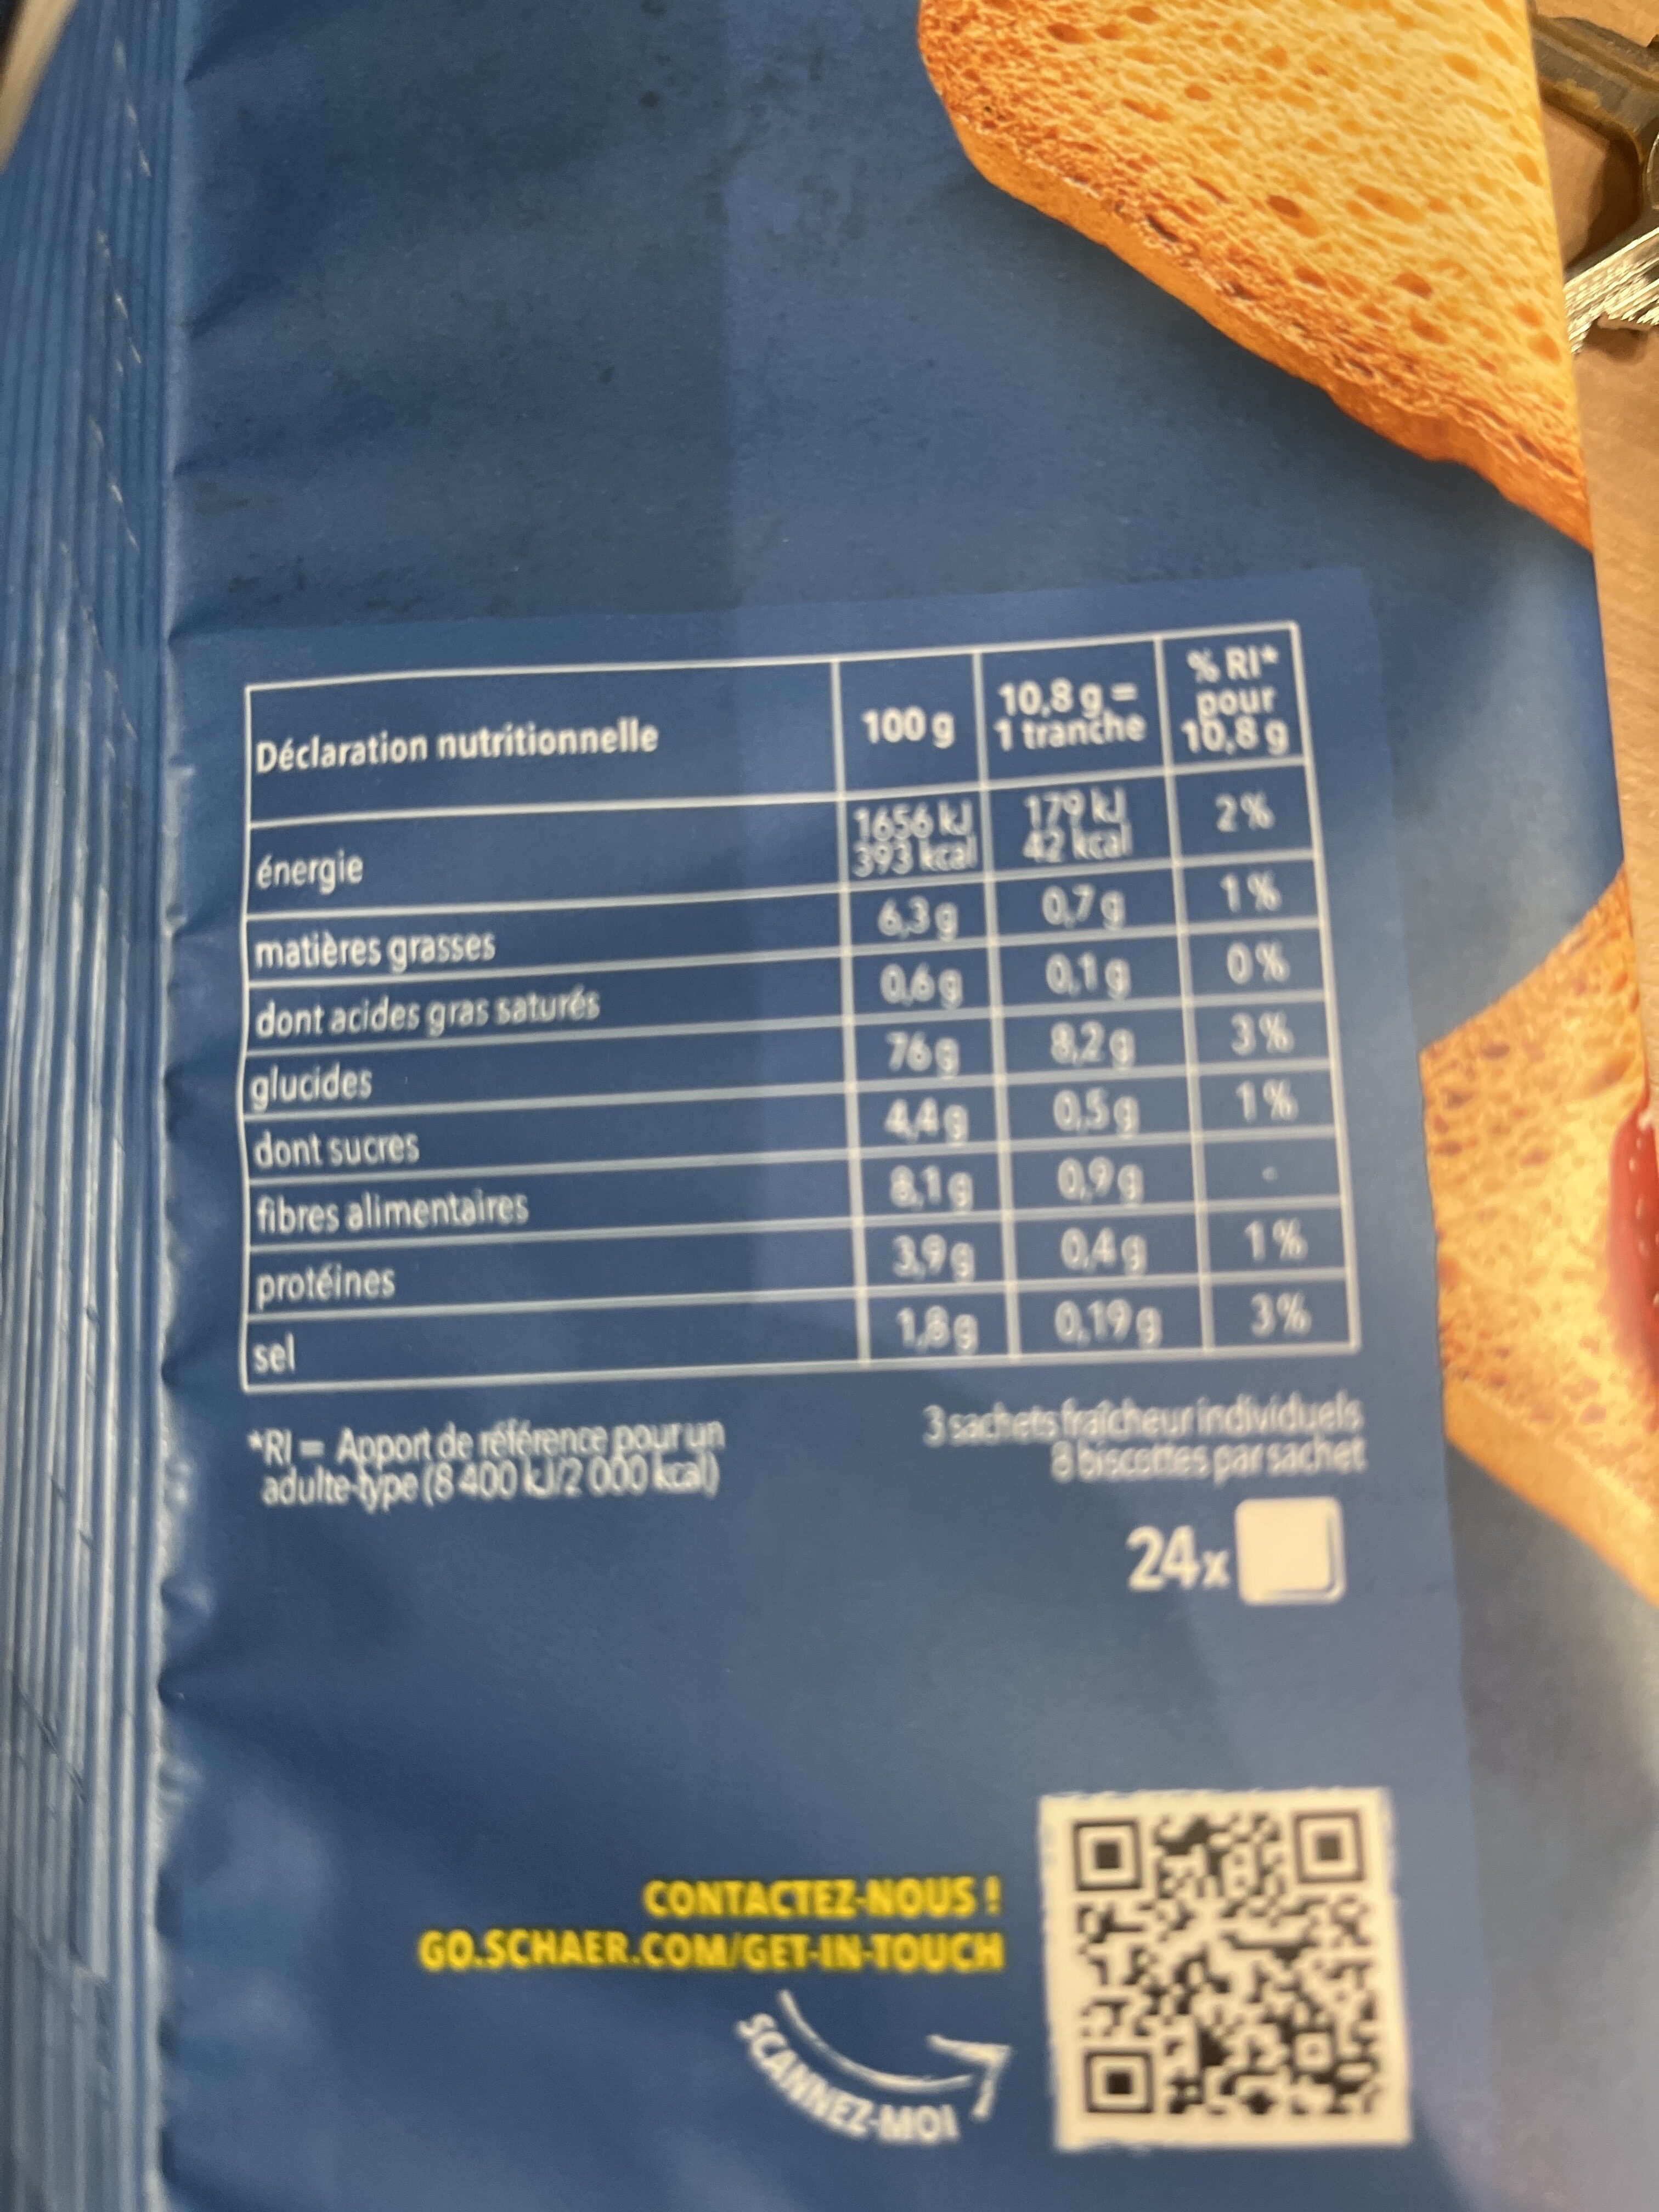 Déclaration nutritionnelle 100 g 10,8 g = 1 tranche % RI* pour 10,8 g
énergie 1656 kJ 393 kcal 179 kJ 42 kcal 2 %
matières grasses 6,3 g 0,7 g 1 %
dont acides gras saturés 0,6 g 0,1 g 0 %
glucides 76 g 8,2 g 3 %
dont sucres 4,4 g 0,5 g 1 %
fibres alimentaires 8,1 g 0,9 g -
protéines 3,9 g 0,4 g 1 %
sel 1,8 g 0,19 g 3 %
*RI = Apport de référence pour un
adulte-type (8 400 kJ/2 000 kcal)
3 sachets fraîcheur individuels
8 biscottes par sachet
24x
CONTACTEZ-NOUS !
GO.SCHAER.COM/GET-IN-TOUCH
SCANNEZ-MOI